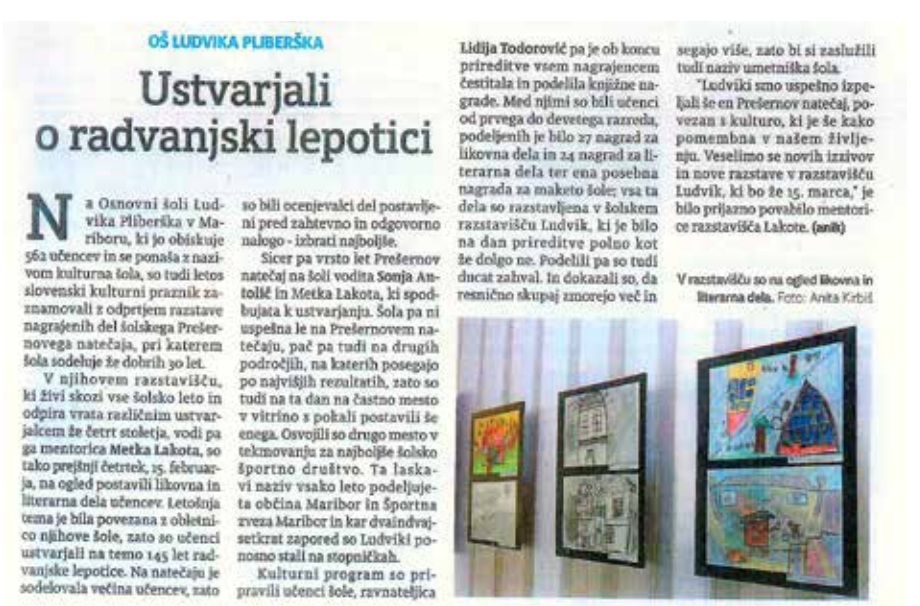 OŠ LUDVIKA PLIBERŠKA
Ustvarjali
o radvanjski lepotici
Na Osnovni šoli Lud-
vika Pliberška v Ma-
riboru, ki jo obiskuje
562 učencev in se ponaša z nazi-
vom kulturna šola, so tudi letos
slovenski kulturni praznik za-
znamovali z odprtjem razstave
nagrajenih del šolskega Prešer-
novega natečaja, pri katerem
šola sodeluje že dobrih 30 let.
V njihovem razstavišču,
ki živi skozi vse šolsko leto in
odpira vrata različnim ustvar-
jalcem že četrt stoletja, vodi pa
ga mentorica Metka Lakota, so
tako prejšnji četrtek, 15. februar-
ja, na ogled postavili likovna in
literarna dela učencev. Letošnja
tema je bila povezana z obletni-
co njihove šole, zato so učenci
ustvarjali na temo 145 let rad-
vanjske lepotice. Na natečaju je
sodelovala večina učencev, zato
so bili ocenjevalci del postavlje-
ni pred zahtevno in odgovorno
nalogo - izbrati najboljše.
Sicer pa vrsto let Prešernov
natečaj na šoli vodita Sonja An-
tolič in Metka Lakota, ki spod-
bujata k ustvarjanju. Šola pa ni
uspešna le na Prešernovem na-
tečaju, pač pa tudi na drugih
področjih, na katerih posegajo
po najvišjih rezultatih, zato so
tudi na ta dan na častno mesto
v vitrino s pokali postavili še
enega. Osvojili so drugo mesto v
tekmovanju za najboljše šolsko
športno društvo. Ta laska-
vi naziv vsako leto podeljuje-
ta občina Maribor in Športna
zveza Maribor in kar dvaindvaj-
setkrat zapored so Ludviki po-
nosno stali na stopničkah.
Kulturni program so pri-
pravili učenci šole, ravnateljica
Lidija Todorović pa je ob koncu
prireditve vsem nagrajencem
čestitala in podelila knjižne na-
grade. Med njimi so bili učenci
od prvega do devetega razreda,
podeljenih je bilo 27 nagrad za
likovna dela in 24 nagrad za li-
terarna dela ter ena posebna
nagrada za maketo šole; vsa ta
dela so razstavljena v šolskem
razstavišču Ludvik, ki je bilo
na dan prireditve polno kot
že dolgo ne. Podelili pa so tudi
ducat zahval. In dokazali so, da
resnično skupaj zmorejo več in
segajo više, zato bi si zaslužili
tudi naziv umetniška šola.
"Ludviki smo uspešno izpe-
ljali še en Prešernov natečaj, po-
vezan s kulturo, ki je še kako
pomembna v našem življe-
nju. Veselimo se novih izzivov
in nove razstave v razstavišču
Ludvik, ki bo že 15. marca," je
bilo prijazno povabilo mentori-
ce razstavišča Lakote. (anik)
V razstavišču so na ogled likovna in
literarna dela. Foto: Anita Kirbiš